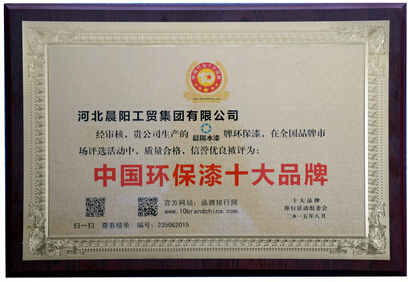 河北晨阳工贸集团有限公司
经审核，贵公司生产的 晨陽水漆 牌环保漆，在全国品牌市
场评选活动中，质量合格，信誉优良被评为：
中国环保漆十大品牌
官方网站：品牌排行网
www.10brandchina.com
扫一扫 查看榜单 编号：235062015
十大品牌
排行活动组委会
二〇一五年八月